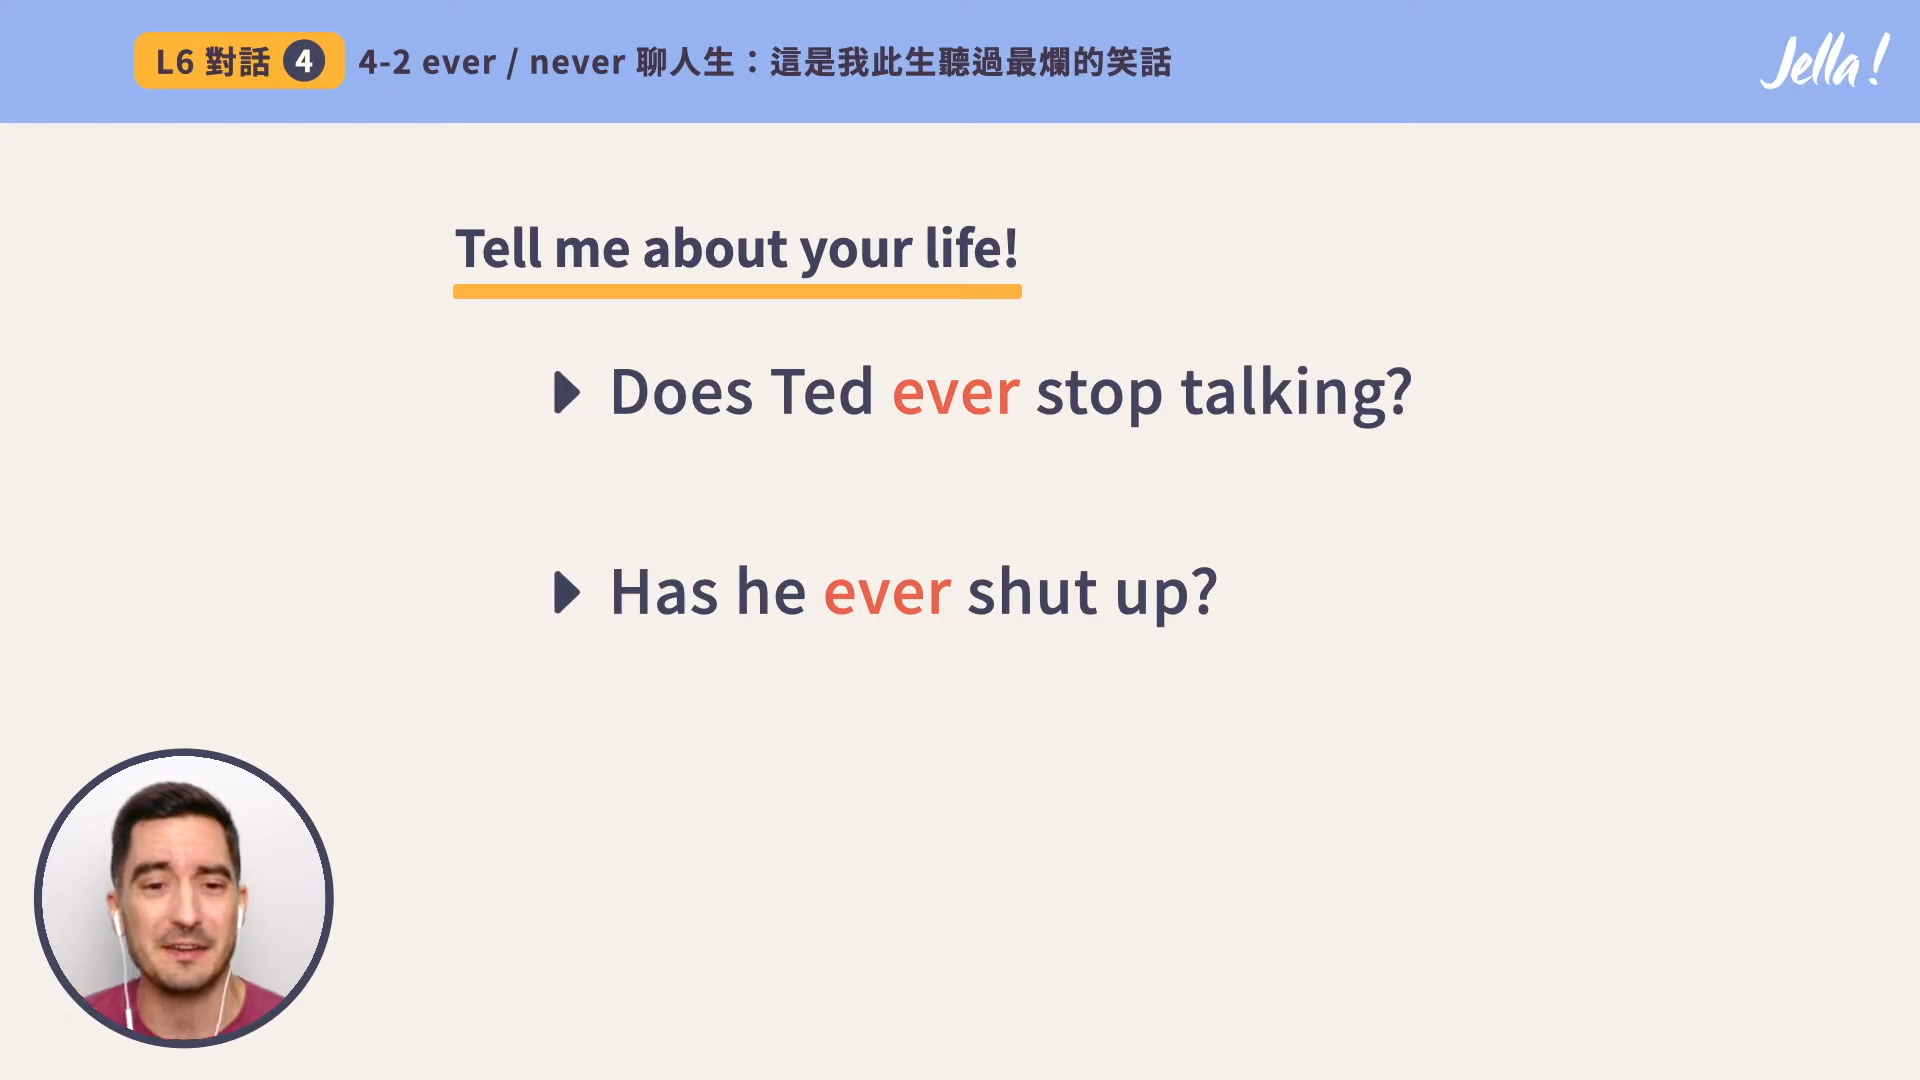 L6 對話 4 4-2 ever / never 聊人生：這是我此生聽過最爛的笑話
Jella!
Tell me about your life!
Does Ted ever stop talking?
Has he ever shut up?